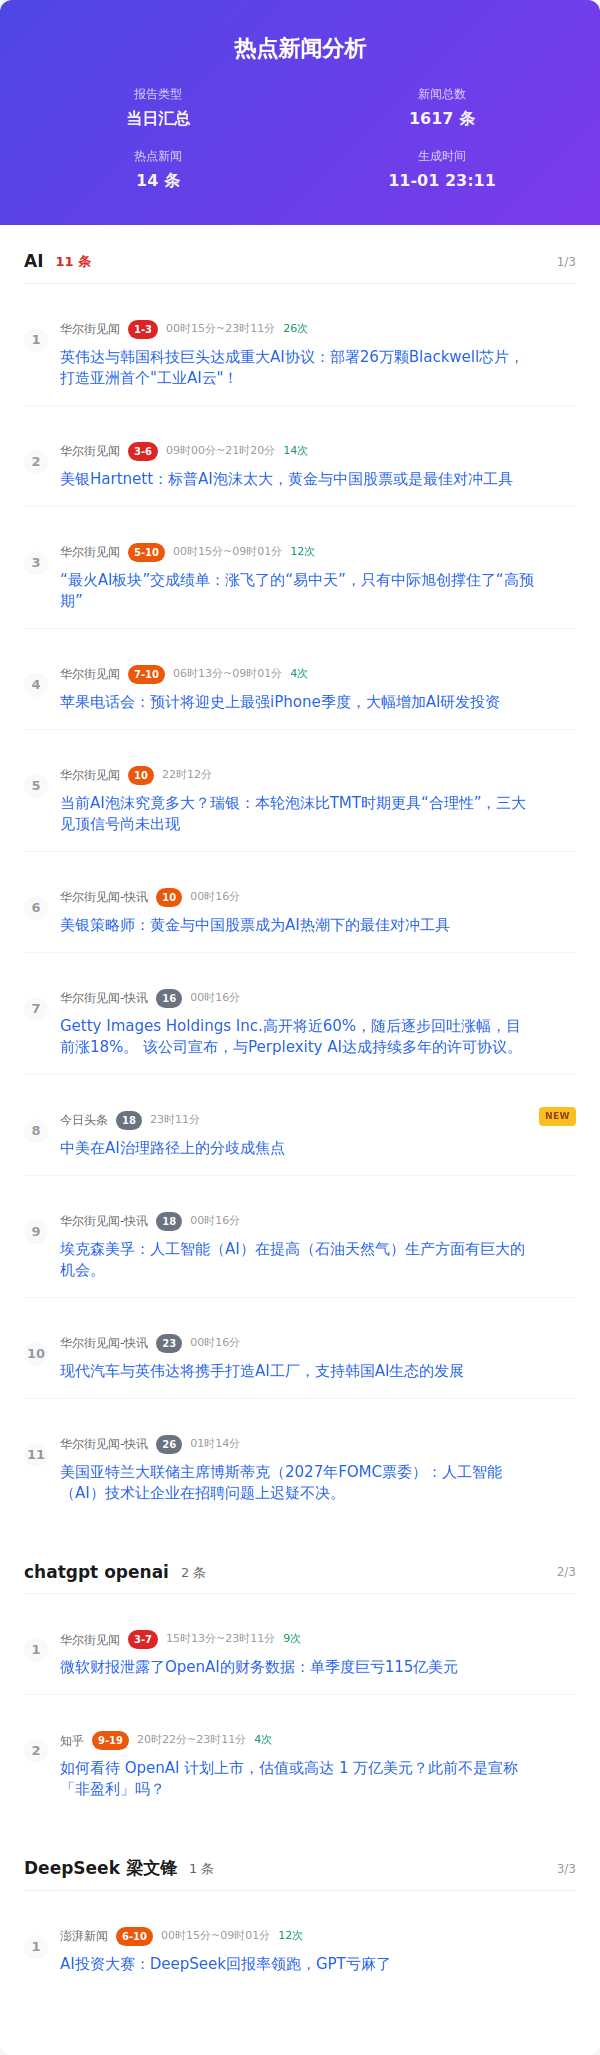 热点新闻分析
报告类型
新闻总数
当日汇总
1617 条
热点新闻
生成时间
14 条
11-01 23:11
AI 11 条 1/3
1
华尔街见闻 1-3 00时15分~23时11分 26次
英伟达与韩国科技巨头达成重大AI协议：部署26万颗Blackwell芯片，
打造亚洲首个"工业AI云"！
2
华尔街见闻 3-6 09时00分~21时20分 14次
美银Hartnett：标普AI泡沫太大，黄金与中国股票或是最佳对冲工具
3
华尔街见闻 5-10 00时15分~09时01分 12次
“最火AI板块”交成绩单：涨飞了的“易中天”，只有中际旭创撑住了“高预
期”
4
华尔街见闻 7-10 06时13分~09时01分 4次
苹果电话会：预计将迎史上最强iPhone季度，大幅增加AI研发投资
5
华尔街见闻 10 22时12分
当前AI泡沫究竟多大？瑞银：本轮泡沫比TMT时期更具“合理性”，三大
见顶信号尚未出现
6
华尔街见闻-快讯 10 00时16分
美银策略师：黄金与中国股票成为AI热潮下的最佳对冲工具
7
华尔街见闻-快讯 16 00时16分
Getty Images Holdings Inc.高开将近60%，随后逐步回吐涨幅，目
前涨18%。 该公司宣布，与Perplexity AI达成持续多年的许可协议。
8
今日头条 18 23时11分 NEW
中美在AI治理路径上的分歧成焦点
9
华尔街见闻-快讯 18 00时16分
埃克森美孚：人工智能（AI）在提高（石油天然气）生产方面有巨大的
机会。
10
华尔街见闻-快讯 23 00时16分
现代汽车与英伟达将携手打造AI工厂，支持韩国AI生态的发展
11
华尔街见闻-快讯 26 01时14分
美国亚特兰大联储主席博斯蒂克（2027年FOMC票委）：人工智能
（AI）技术让企业在招聘问题上迟疑不决。
chatgpt openai 2 条 2/3
1
华尔街见闻 3-7 15时13分~23时11分 9次
微软财报泄露了OpenAI的财务数据：单季度巨亏115亿美元
2
知乎 9-19 20时22分~23时11分 4次
如何看待 OpenAI 计划上市，估值或高达 1 万亿美元？此前不是宣称
「非盈利」吗？
DeepSeek 梁文锋 1 条 3/3
1
澎湃新闻 6-10 00时15分~09时01分 12次
AI投资大赛：DeepSeek回报率领跑，GPT亏麻了